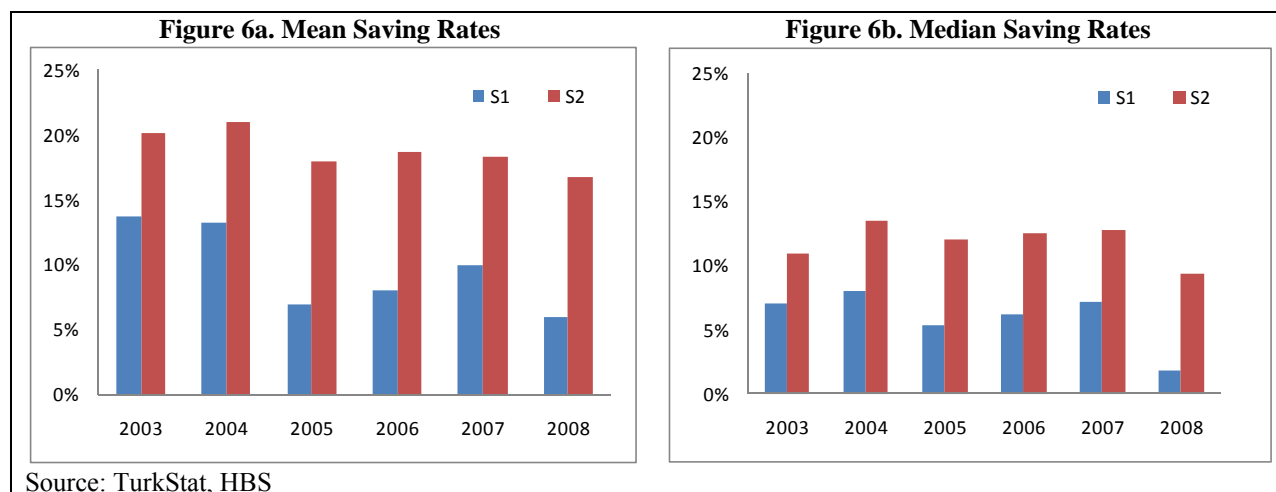 Figure 6a. Mean Saving Rates
25%
20%
15%
10%
5%
0%
S1 S2
2003 2004 2005 2006 2007 2008
Figure 6b. Median Saving Rates
25%
20%
15%
10%
5%
0%
S1 S2
2003 2004 2005 2006 2007 2008
Source: TurkStat, HBS